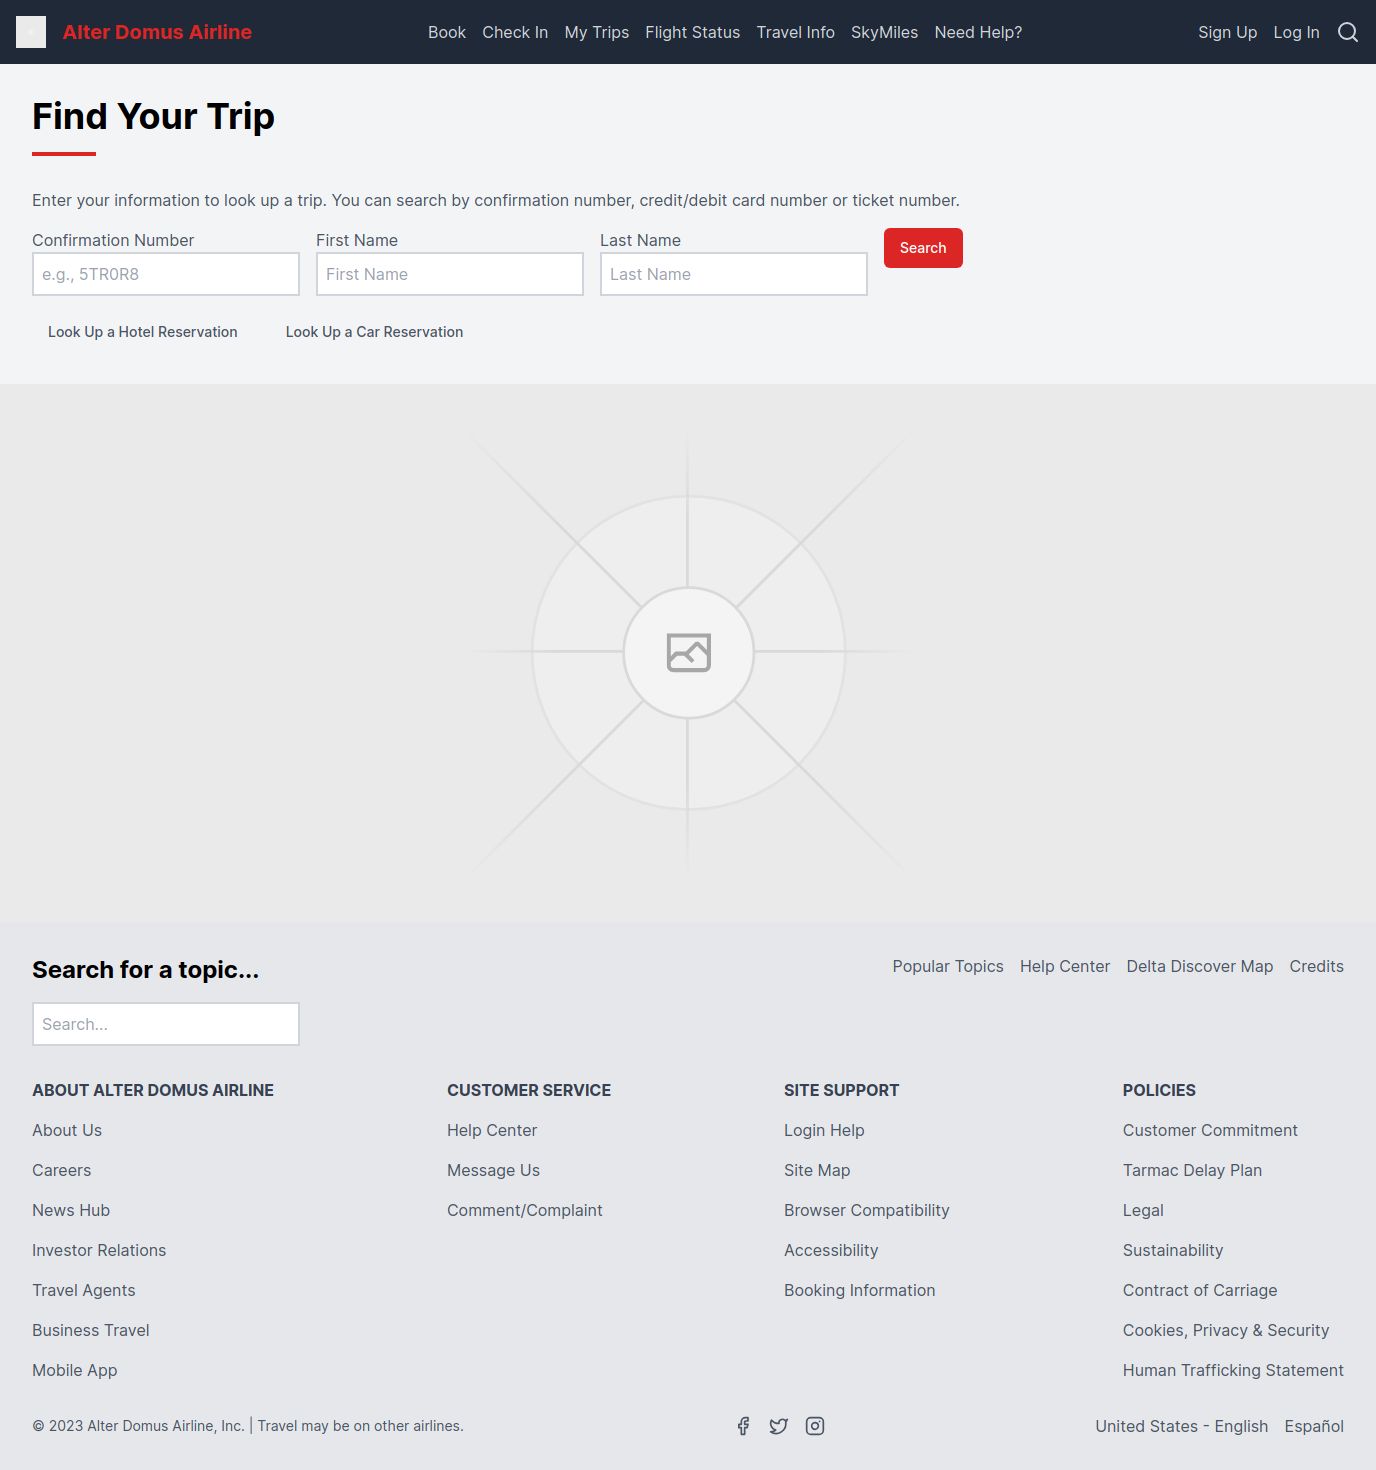 Alter Domus Airline
Book Check In My Trips Flight Status Travel Info SkyMiles Need Help?
Sign Up Log In
Find Your Trip
Enter your information to look up a trip. You can search by confirmation number, credit/debit card number or ticket number.
Confirmation Number First Name Last Name
Search
e.g., 5TR0R8 First Name Last Name
Look Up a Hotel Reservation Look Up a Car Reservation
Search for a topic...
Popular Topics Help Center Delta Discover Map Credits
Search...
ABOUT ALTER DOMUS AIRLINE
About Us
Careers
News Hub
Investor Relations
Travel Agents
Business Travel
Mobile App
CUSTOMER SERVICE
Help Center
Message Us
Comment/Complaint
SITE SUPPORT
Login Help
Site Map
Browser Compatibility
Accessibility
Booking Information
POLICIES
Customer Commitment
Tarmac Delay Plan
Legal
Sustainability
Contract of Carriage
Cookies, Privacy & Security
Human Trafficking Statement
© 2023 Alter Domus Airline, Inc. | Travel may be on other airlines.
United States - English Español